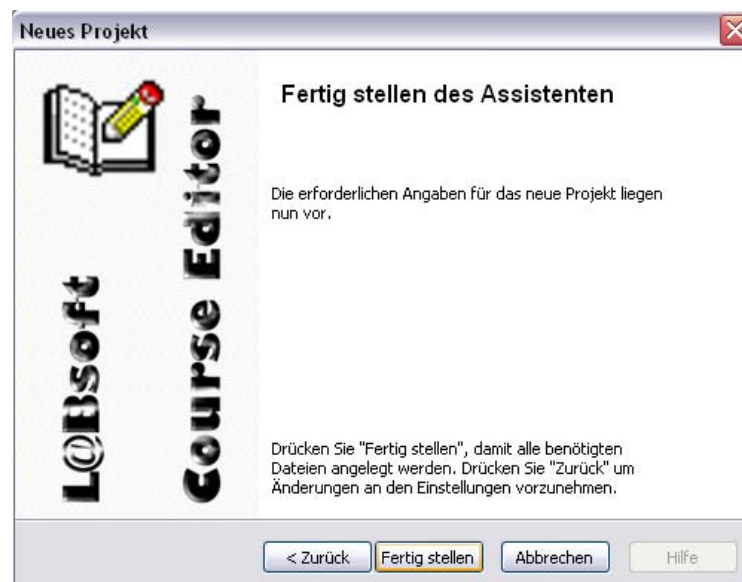 Neues Projekt
L@Bsoft
Course Editor
Fertig stellen des Assistenten
Die erforderlichen Angaben für das neue Projekt liegen
nun vor.
Drücken Sie "Fertig stellen", damit alle benötigten
Dateien angelegt werden. Drücken Sie "Zurück" um
Änderungen an den Einstellungen vorzunehmen.
< Zurück Fertig stellen Abbrechen Hilfe